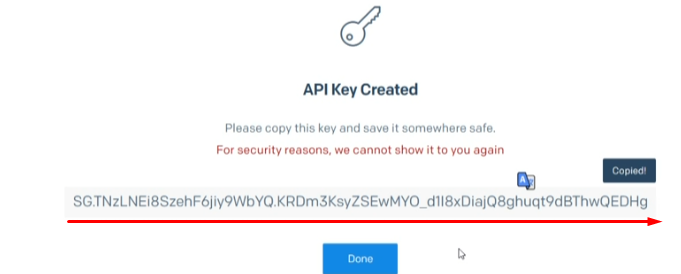 API Key Created
Please copy this key and save it somewhere safe.
For security reasons, we cannot show it to you again
Copied!
A
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
Done